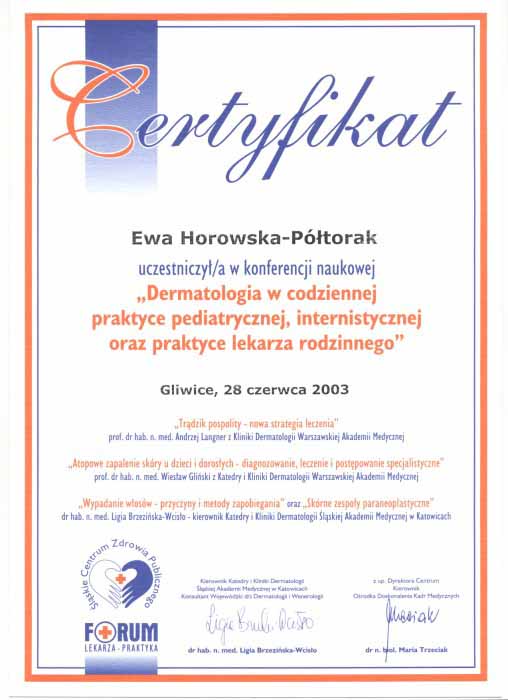 Certyfikat
Ewa Horowska-Półtorak
uczestniczył/a w konferencji naukowej
„Dermatologia w codziennej
praktyce pediatrycznej, internistycznej
oraz praktyce lekarza rodzinnego”
Gliwice, 28 czerwca 2003
„Trądzik pospolity - nowa strategia leczenia”
prof. dr hab. n. med. Andrzej Langner z Kliniki Dermatologii Warszawskiej Akademii Medycznej
„Atopowe zapalenie skóry u dzieci i dorosłych - diagnozowanie, leczenie i postępowanie specjalistyczne”
prof. dr hab. n. med. Wiesław Gliński z Katedry i Kliniki Dermatologii Warszawskiej Akademii Medycznej
„Wypadanie włosów - przyczyny i metody zapobiegania” oraz „Skórne zespoły paraneoplastyczne”
dr hab. n. med. Ligia Brzezińska-Wcisło - kierownik Katedry i Kliniki Dermatologii Śląskiej Akademii Medycznej w Katowicach
Śląskie Centrum Zdrowia Publicznego
FORUM
LEKARZA - PRAKTYKA
Kierownik Katedry i Kliniki Dermatologii
Śląskiej Akademii Medycznej w Katowicach
Konsultant Wojewódzki d/s Dermatologii i Wenerologii
dr hab. n. med. Ligia Brzezińska-Wcisło
z up. Dyrektora Centrum
Kierownik
Ośrodka Doskonalenia Kadr Medycznych
dr n. biol. Maria Trzeciak